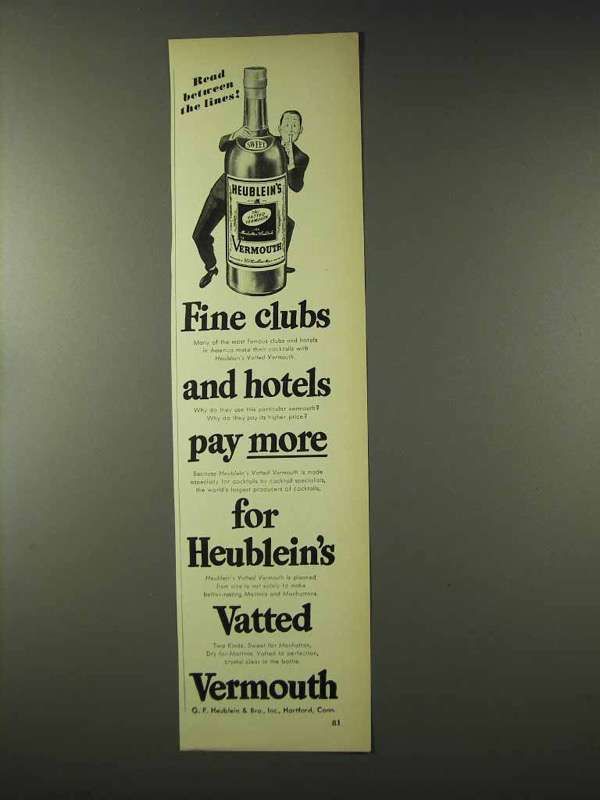 Read
between
the lines!
SWEET
HEUBLEIN'S
The
VATTED
VERMOUTH
VERMOUTH
Fine clubs
Many of the most famous clubs and hotels
in America make their cocktails with
Heublein's Vatted Vermouth.
and hotels
Why do they use this particular vermouth?
Why do they pay its higher price?
pay more
Because Heublein's Vatted Vermouth is made
especially for cocktails by cocktail specialists,
the world's largest producers of cocktails.
for
Heublein's
Heublein's Vatted Vermouth is planned
from vine to vat solely to make
better-tasting Martinis and Manhattans.
Vatted
Two Kinds. Sweet for Manhattan,
Dry for Martinis. Vatted to perfection,
crystal clear in the bottle.
Vermouth
G. F. Heublein & Bro., Inc., Hartford, Conn.
81